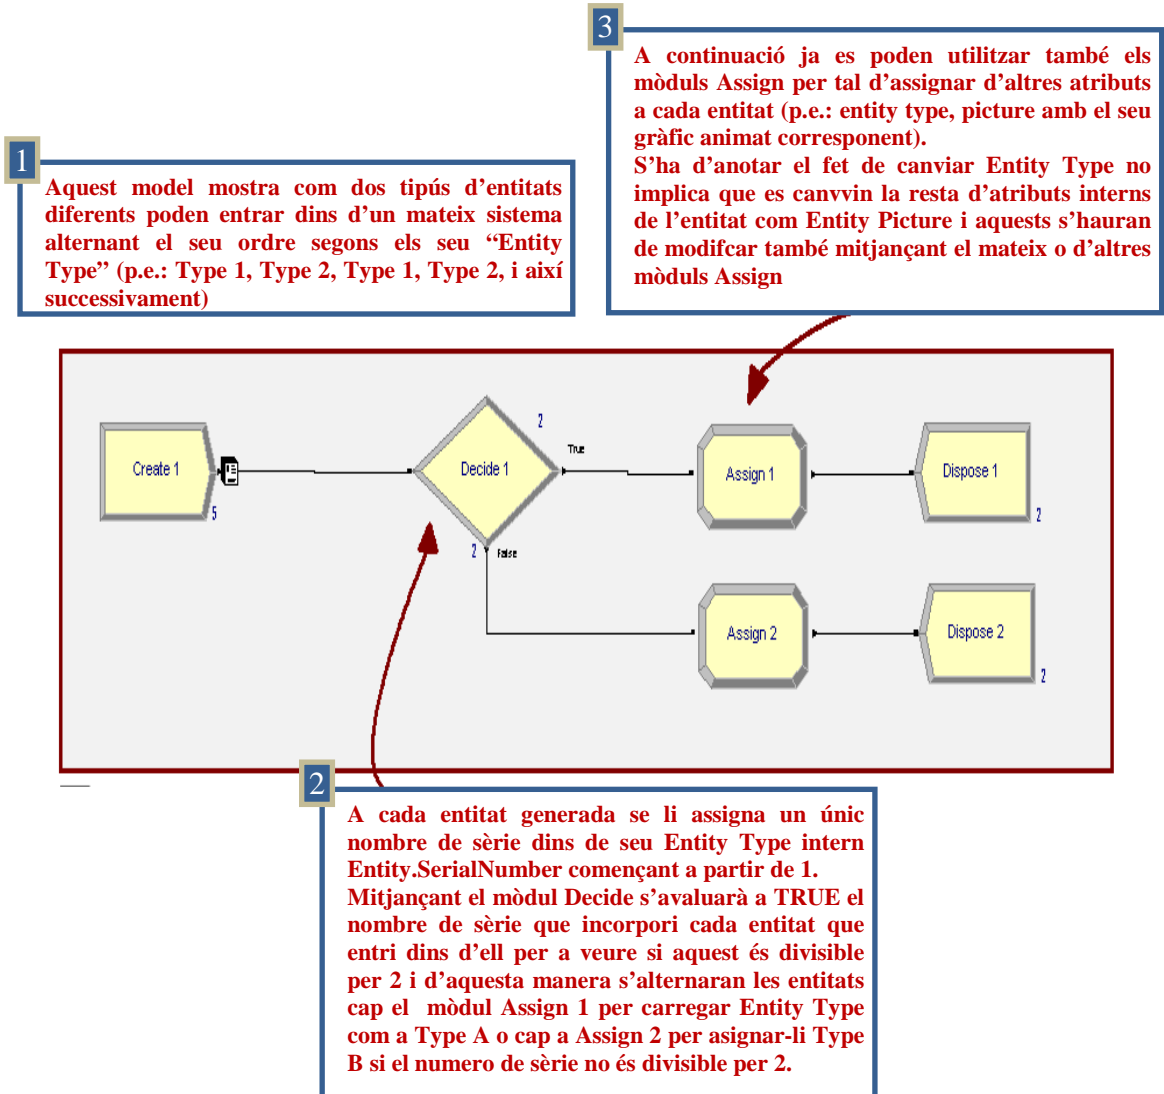 1
Aquest model mostra com dos tipús d’entitats
diferents poden entrar dins d’un mateix sistema
alternant el seu ordre segons els seu “Entity
Type” (p.e.: Type 1, Type 2, Type 1, Type 2, i així
successivament)
3
A continuació ja es poden utilitzar també els
mòduls Assign per tal d’assignar d’altres atributs
a cada entitat (p.e.: entity type, picture amb el seu
gràfic animat corresponent).
S’ha d’anotar el fet de canviar Entity Type no
implica que es canvvin la resta d’atributs interns
de l’entitat com Entity Picture i aquests s’hauran
de modifcar també mitjançant el mateix o d’altres
mòduls Assign
Create 1
5
Decide 1
2
True
2
False
Assign 1
Dispose 1
2
Assign 2
Dispose 2
2
2
A cada entitat generada se li assigna un únic
nombre de sèrie dins de seu Entity Type intern
Entity.SerialNumber començant a partir de 1.
Mitjançant el mòdul Decide s’avaluarà a TRUE el
nombre de sèrie que incorpori cada entitat que
entri dins d’ell per a veure si aquest és divisible
per 2 i d’aquesta manera s’alternaran les entitats
cap el mòdul Assign 1 per carregar Entity Type
com a Type A o cap a Assign 2 per asignar-li Type
B si el numero de sèrie no és divisible per 2.